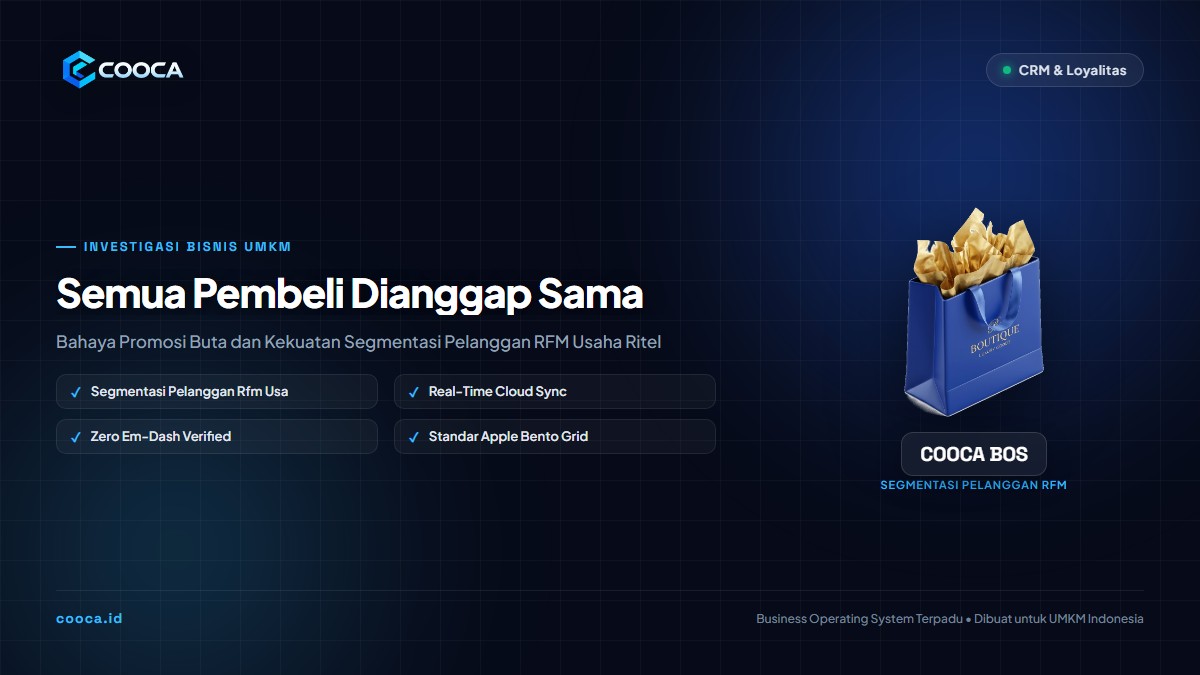 COOCA
CRM & Loyalitas
INVESTIGASI BISNIS UMKM
Semua Pembeli Dianggap Sama
Bahaya Promosi Buta dan Kekuatan Segmentasi Pelanggan RFM Usaha Ritel
✓ Segmentasi Pelanggan Rfm Usa
✓ Real-Time Cloud Sync
✓ Zero Em-Dash Verified
✓ Standar Apple Bento Grid
BOUTIQUE
COOCA BOS
SEGMENTASI PELANGGAN RFM
cooca.id
Business Operating System Terpadu • Dibuat untuk UMKM Indonesia